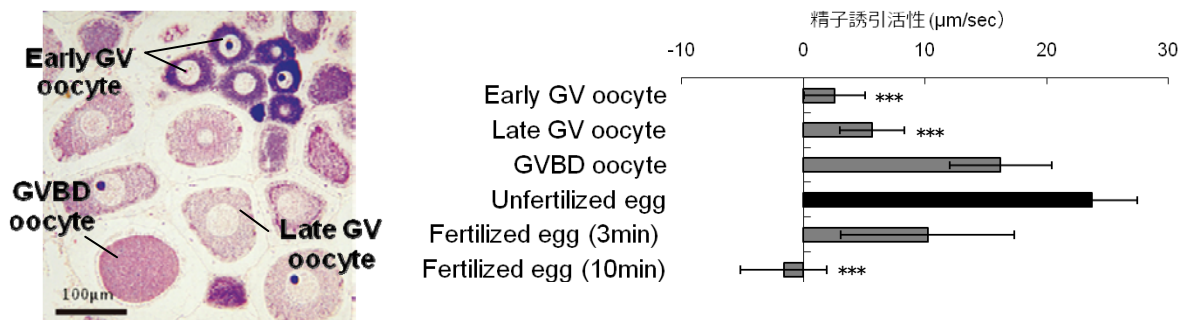 Early GV
oocyte
GVBD
oocyte
Late GV
oocyte
100μm
精子誘引活性(μm/sec)
-10 0 10 20 30
Early GV oocyte ***
Late GV oocyte ***
GVBD oocyte
Unfertilized egg
Fertilized egg (3min)
Fertilized egg (10min) ***